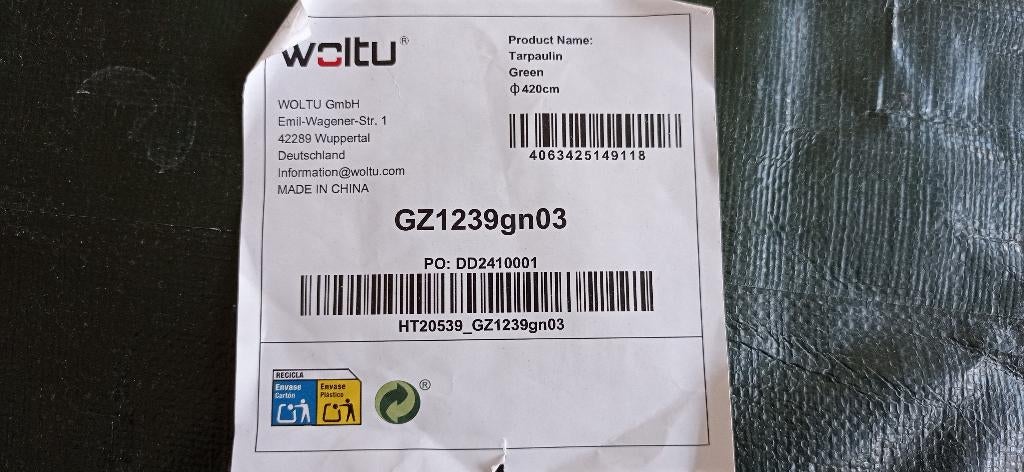 woltu®
Product Name:
Tarpaulin
Green
ϕ420cm
WOLTU GmbH
Emil-Wagener-Str. 1
42289 Wuppertal
Deutschland
Information@woltu.com
MADE IN CHINA
4063425149118
GZ1239gn03
PO: DD2410001
HT20539_GZ1239gn03
RECICLA
Envase
Cartón
Envase
Plástico
®